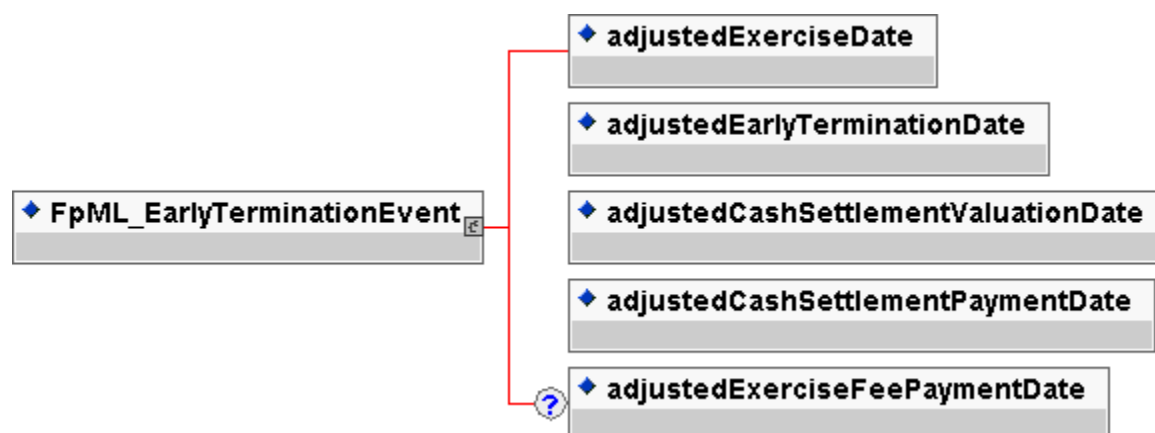 adjustedExerciseDate
adjustedEarlyTerminationDate
FpML_EarlyTerminationEvent
adjustedCashSettlementValuationDate
adjustedCashSettlementPaymentDate
?
adjustedExerciseFeePaymentDate